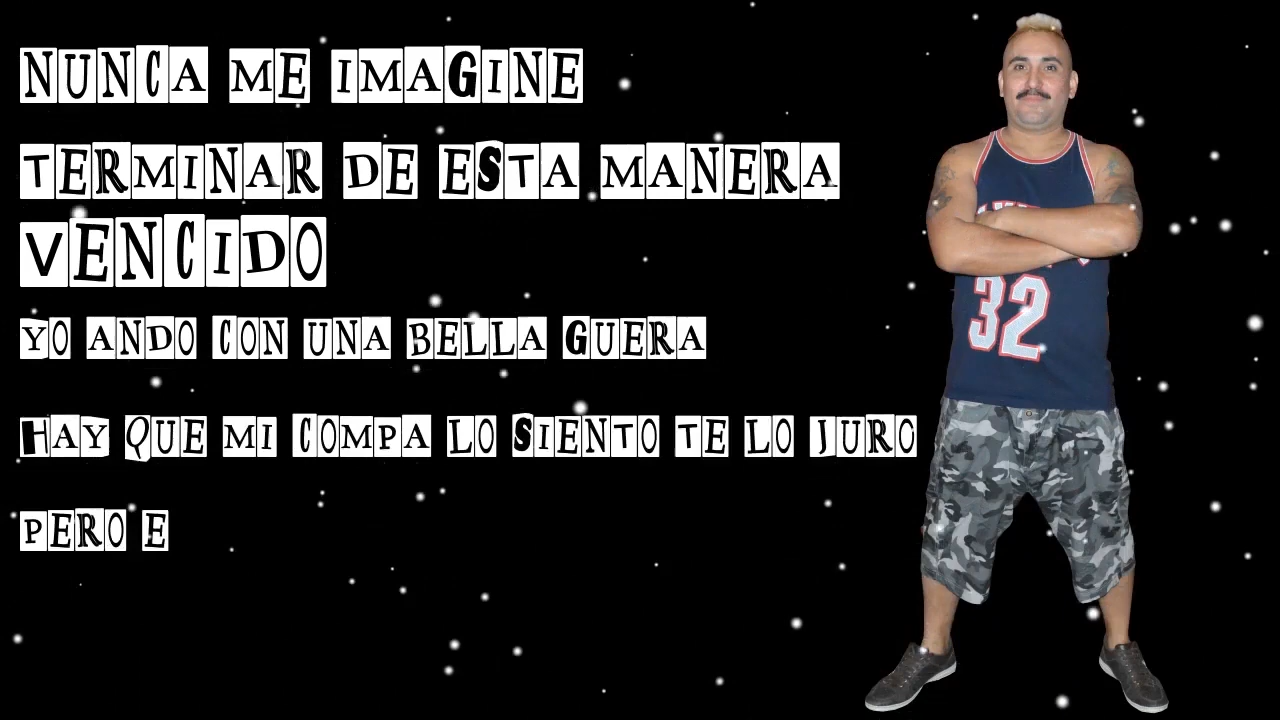 NUNCA ME IMAGINE
TERMINAR DE ESTA MANERA
VENCIDO
YO ANDO CON UNA BELLA GUERA
HAY QUE MI COMPA LO SIENTO TE LO JURO
PERO E
32